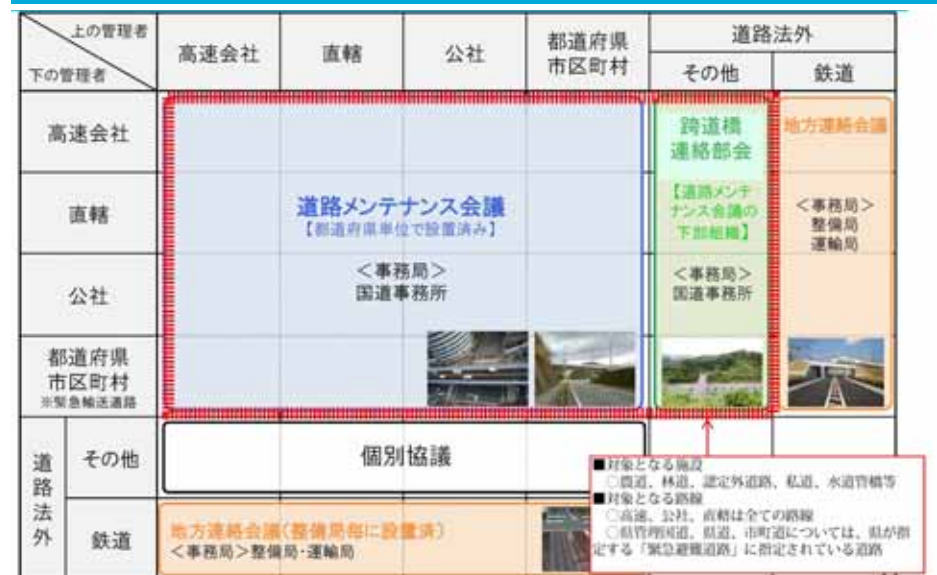 上の管理者
下の管理者
高速会社
直轄
公社
都道府県
市区町村
道路法外
その他
鉄道
高速会社
直轄
公社
都道府県
市区町村
※緊急輸送道路
道路メンテナンス会議
【都道府県単位で設置済み】
＜事務局＞
国道事務所
跨道橋
連絡部会
【道路メンテ
ナンス会議の
下部組織】
＜事務局＞
国道事務所
地方連絡会議
＜事務局＞
整備局
運輸局
道路法外
その他
個別協議
鉄道
地方連絡会議(整備局毎に設置済)
＜事務局＞整備局・運輸局
■対象となる施設
○農道、林道、認定外道路、私道、水道管橋等
■対象となる路線
○高速、公社、直轄は全ての路線
○県管理国道、県道、市町道については、県が指
定する「緊急避難道路」に指定されている道路